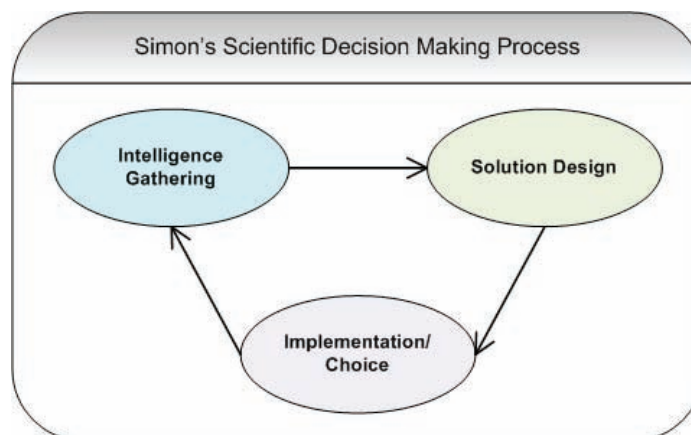 Simon's Scientific Decision Making Process
Intelligence
Gathering
Solution Design
Implementation/
Choice